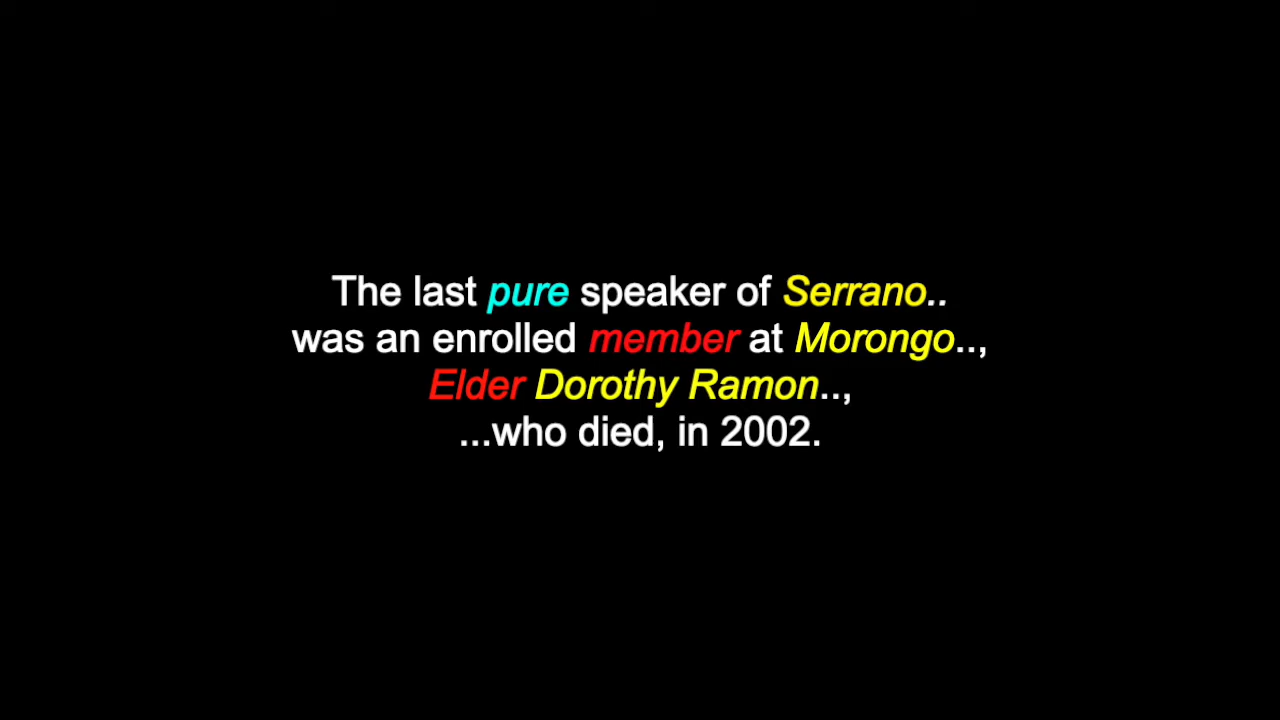 The last pure speaker of Serrano..
was an enrolled member at Morongo..,
Elder Dorothy Ramon..,
...who died, in 2002.